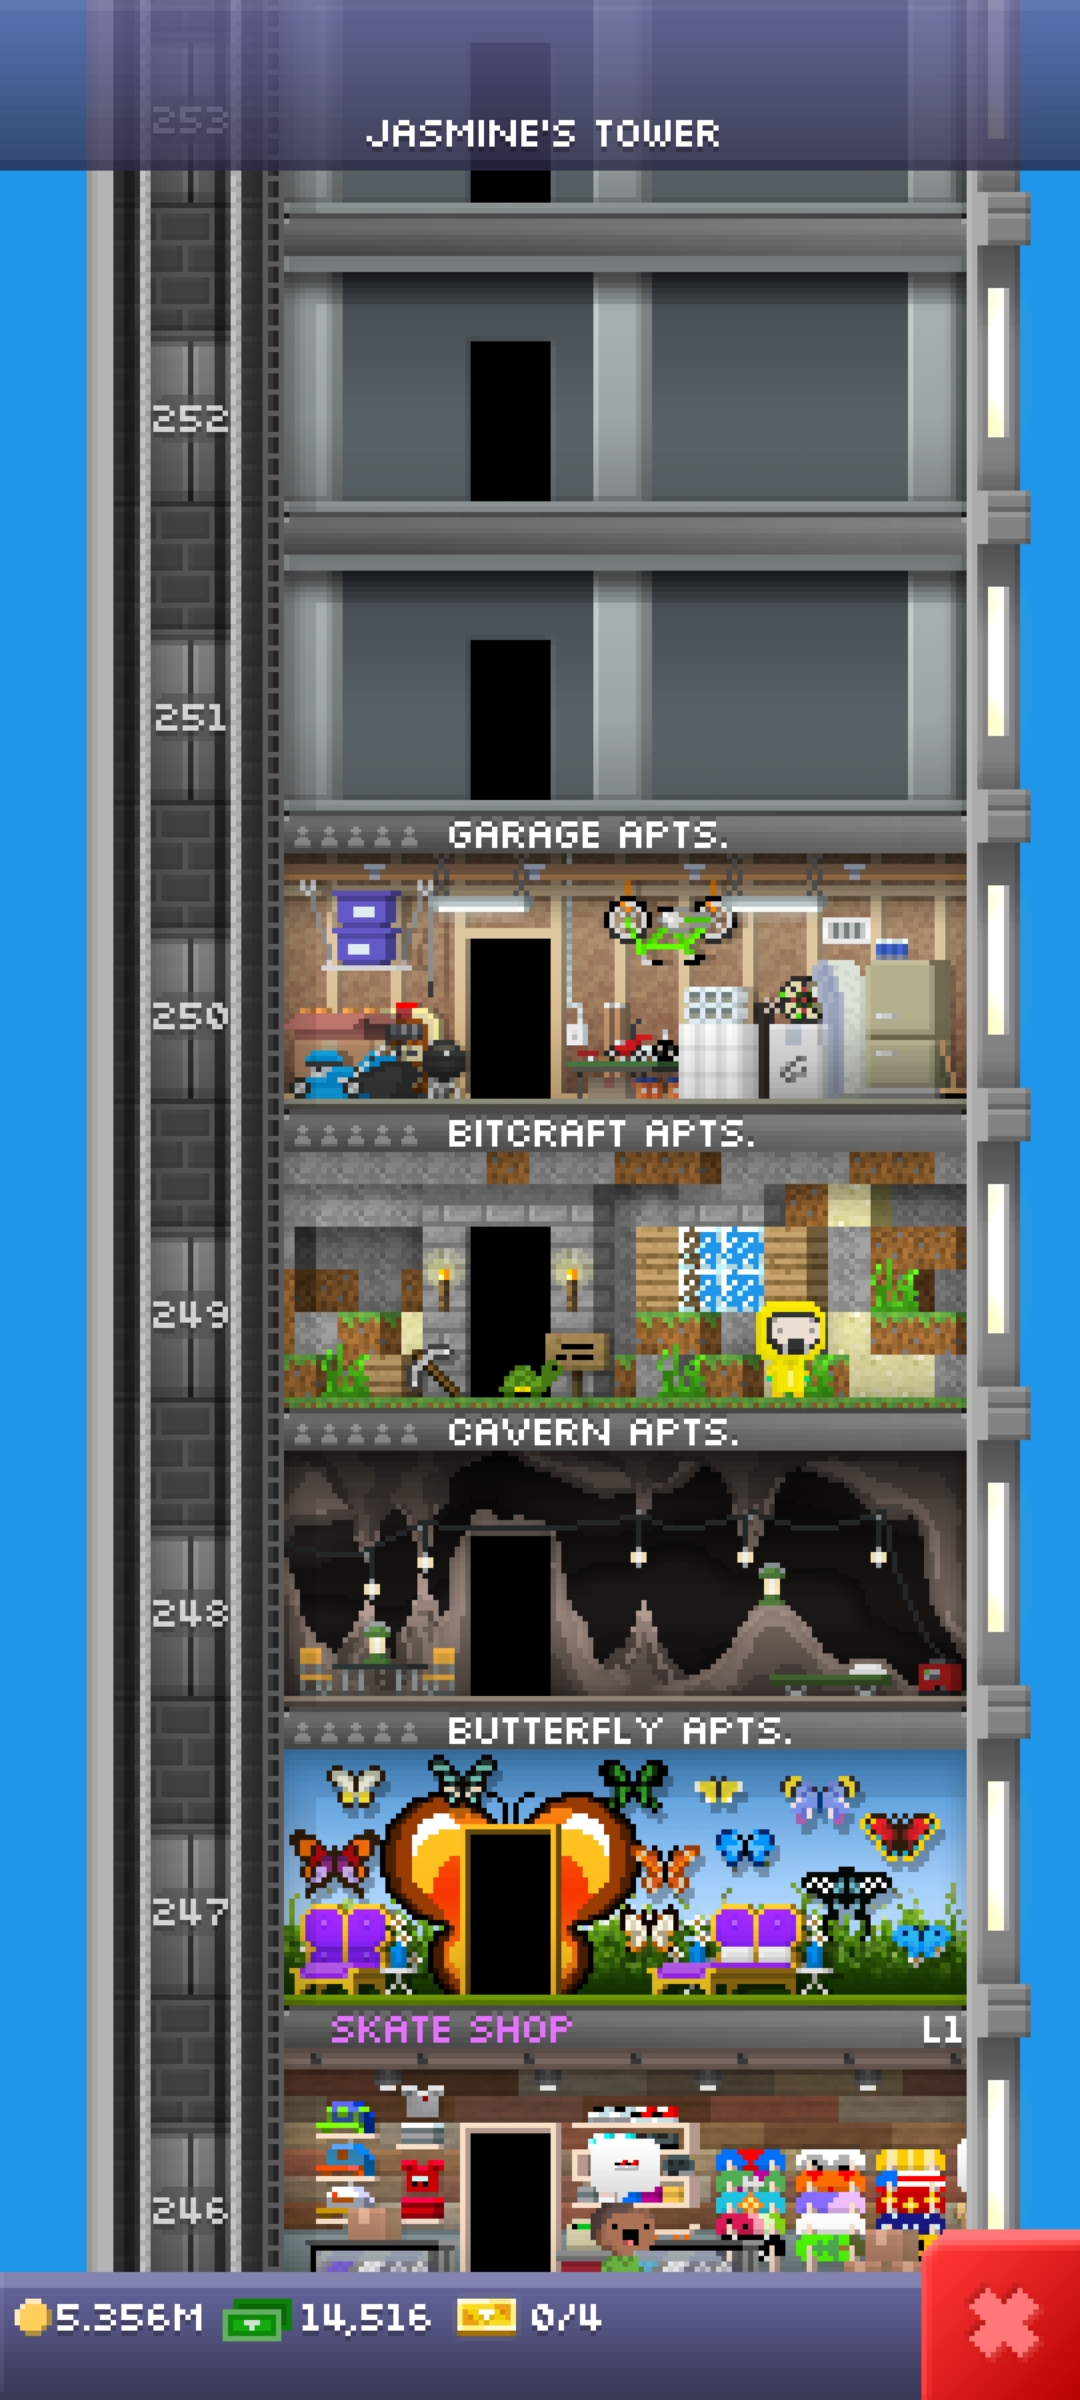 253
JASMINE'S TOWER
252
251
GARAGE APTS.
250
BITCRAFT APTS.
249
CAVERN APTS.
248
BUTTERFLY APTS.
247
SKATE SHOP L1
246
5.356M 14,516 0/4